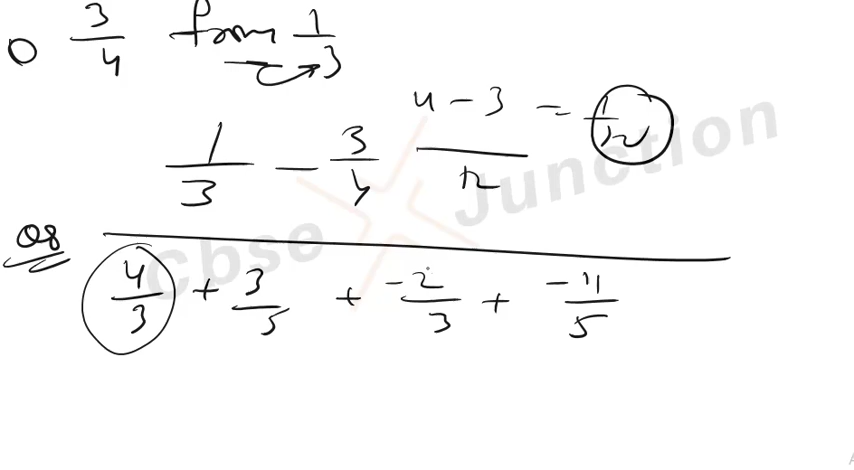 0 3/4 from 1/3
1/3 - 3/4 4-3/12 = 1/12
Q8
4/3 + 3/5 + -2/3 + -11/5
Cbse Junction